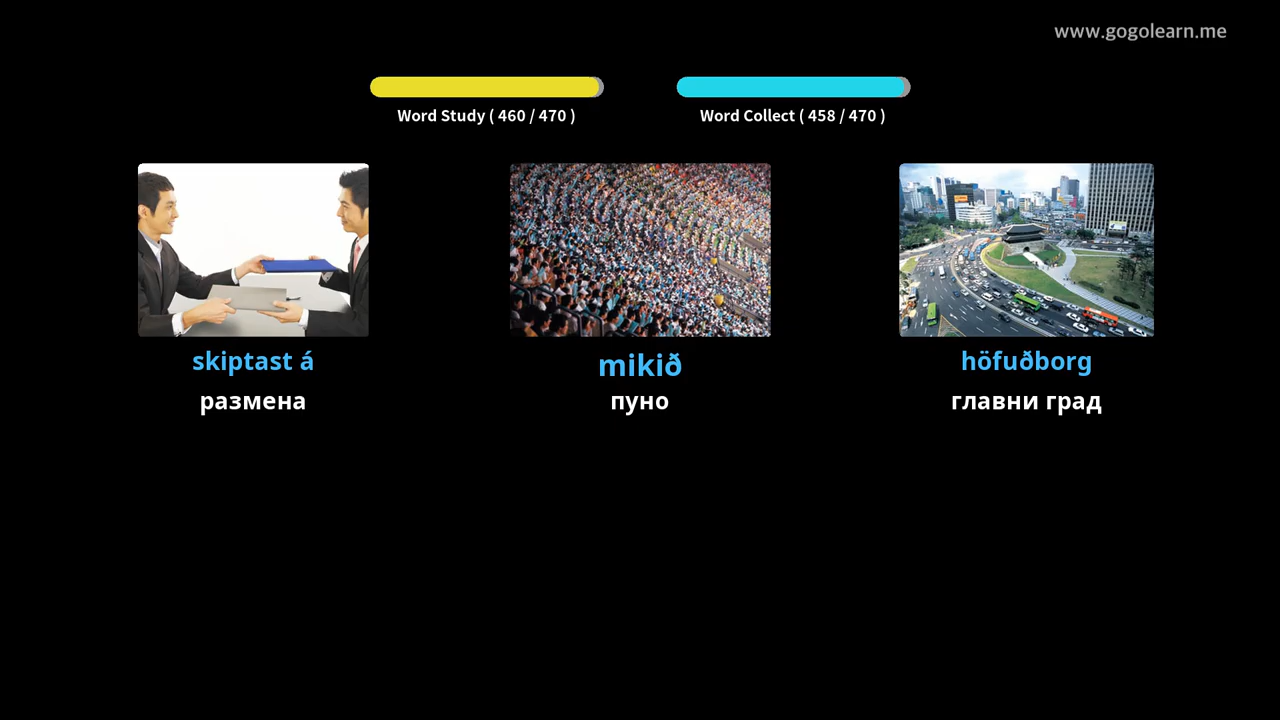 www.gogolearn.me
Word Study ( 460 / 470 )
Word Collect ( 458 / 470 )
skiptast á
размена
mikið
пуно
höfuðborg
главни град